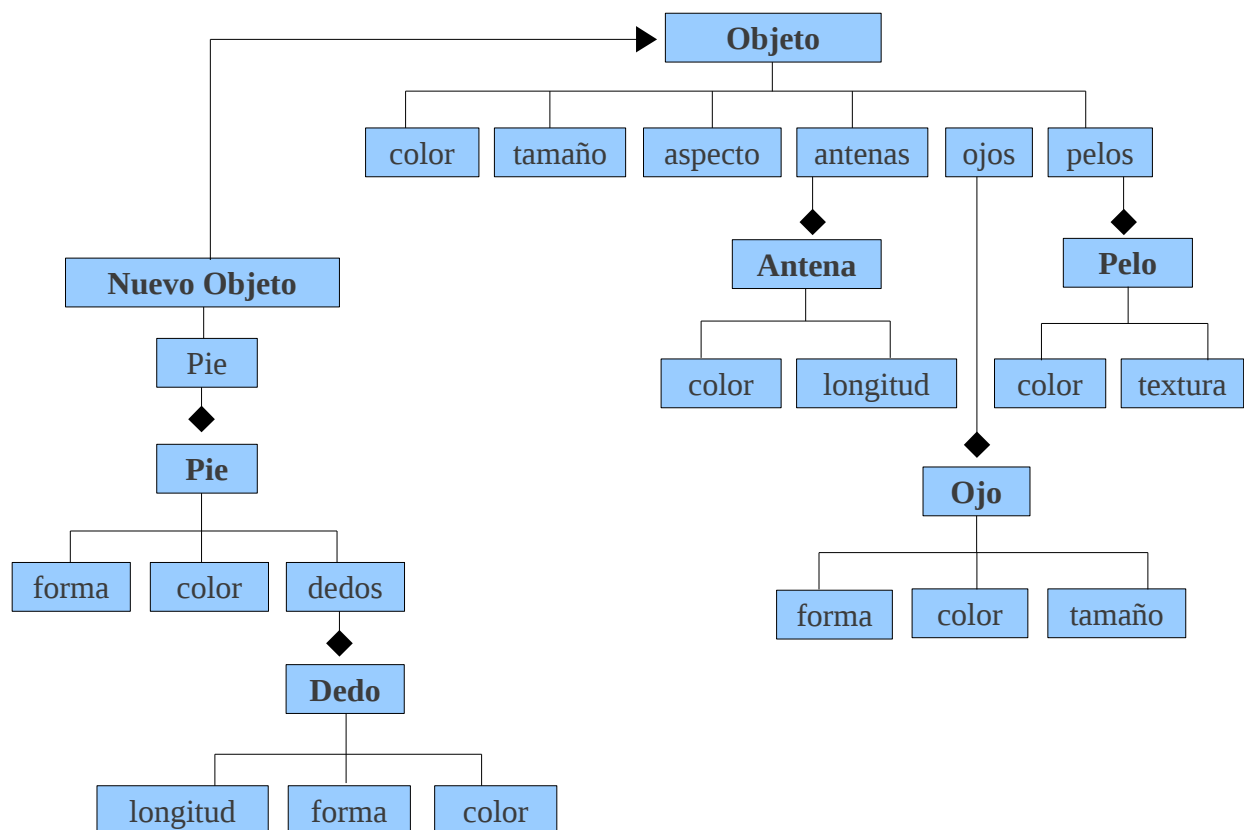 Objeto
color
tamaño
aspecto
antenas
ojos
pelos
Nuevo Objeto
Antena
Pelo
Pie
color
longitud
color
textura
Pie
Ojo
forma
color
dedos
forma
color
tamaño
Dedo
longitud
forma
color